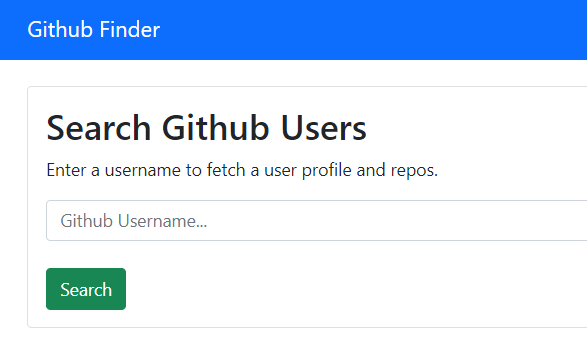 Github Finder
Search Github Users
Enter a username to fetch a user profile and repos.
Github Username...
Search